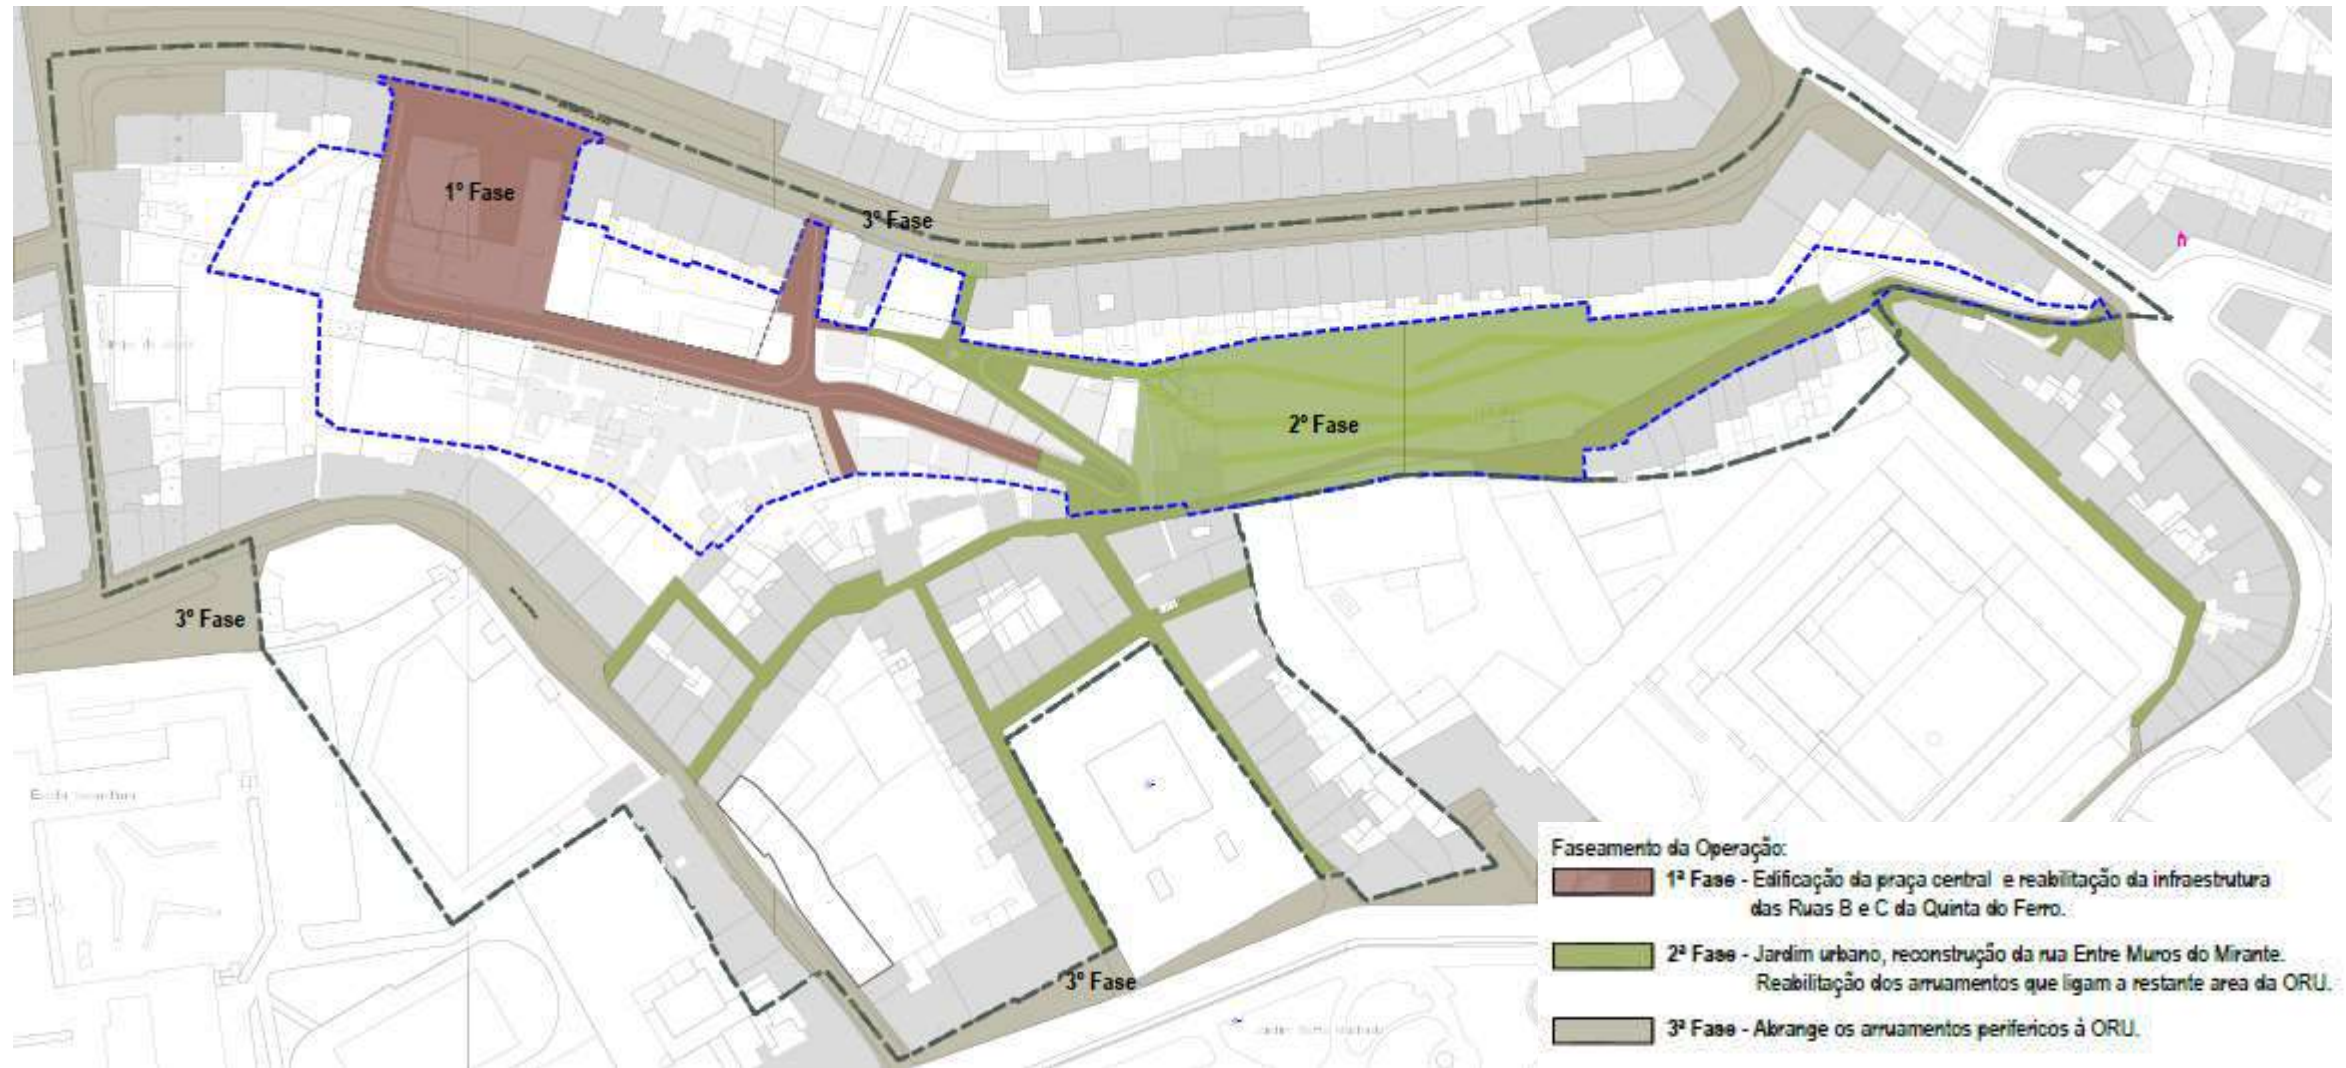 1º Fase
3º Fase
2º Fase
3º Fase
3º Fase
Faseamento da Operação:
1ª Fase - Edificação da praça central e reabilitação da infraestrutura
das Ruas B e C da Quinta do Ferro.
2ª Fase - Jardim urbano, reconstrução da rua Entre Muros do Mirante.
Reabilitação dos arruamentos que ligam a restante area da ORU.
3ª Fase - Abrange os arruamentos perifericos à ORU.